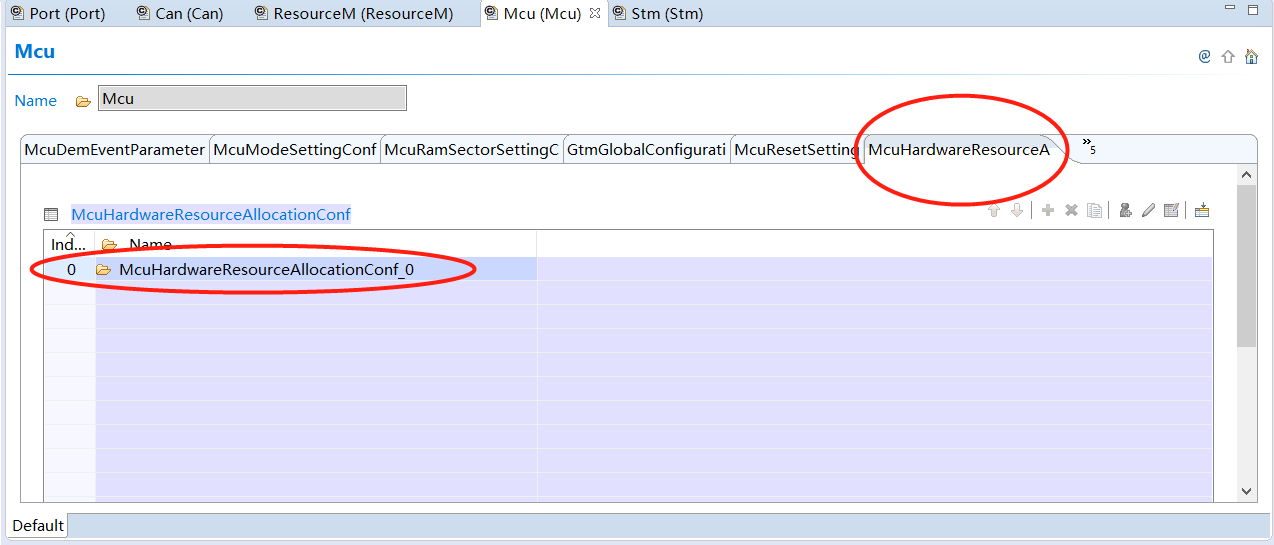 Port (Port) Can (Can) ResourceM (ResourceM) Mcu (Mcu) Stm (Stm)
Mcu
Name Mcu
McuDemEventParameter McuModeSettingConf McuRamSectorSettingC GtmGlobalConfigurati McuResetSetting McuHardwareResourceA 5
McuHardwareResourceAllocationConf
Ind... Name
0 McuHardwareResourceAllocationConf_0
Default